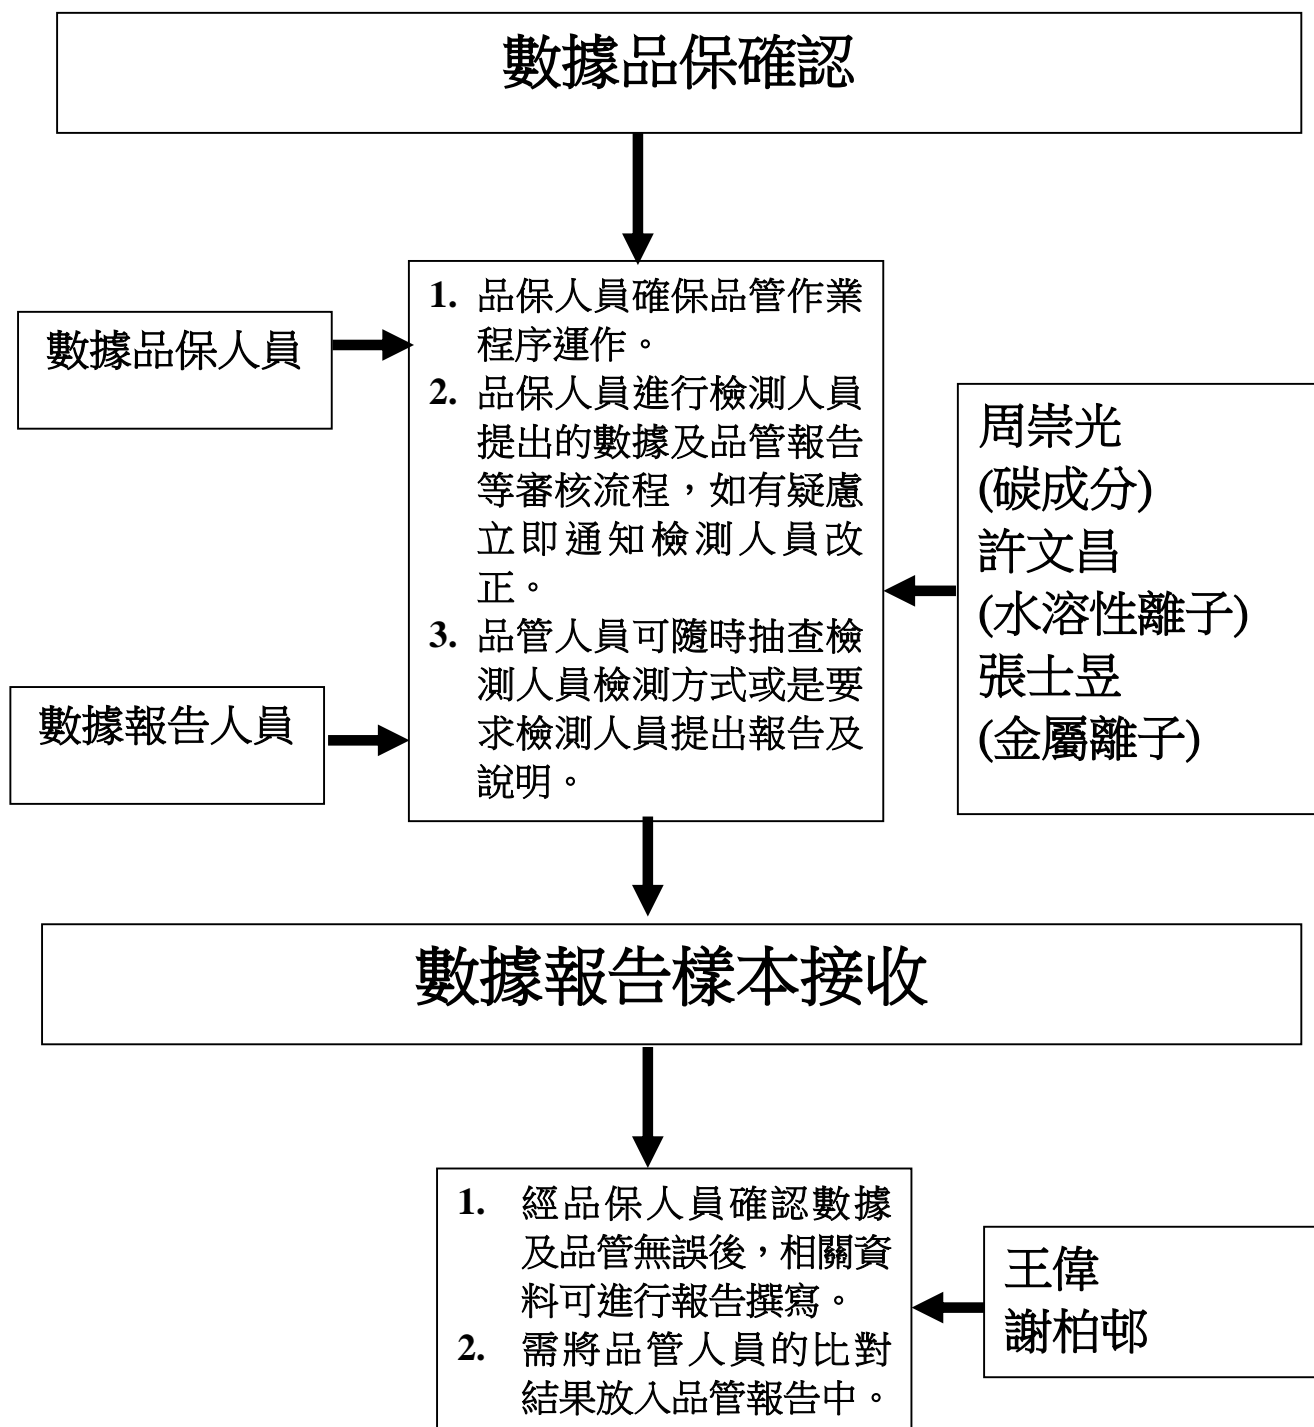 數據品保確認
數據品保人員
1. 品保人員確保品管作業
程序運作。
2. 品保人員進行檢測人員
提出的數據及品管報告
等審核流程，如有疑慮
立即通知檢測人員改
正。
3. 品管人員可隨時抽查檢
測人員檢測方式或是要
求檢測人員提出報告及
說明。
周崇光
(碳成分)
許文昌
(水溶性離子)
張士昱
(金屬離子)
數據報告人員
數據報告樣本接收
1. 經品保人員確認數據
及品管無誤後，相關資
料可進行報告撰寫。
2. 需將品管人員的比對
結果放入品管報告中。
王偉
謝柏邨